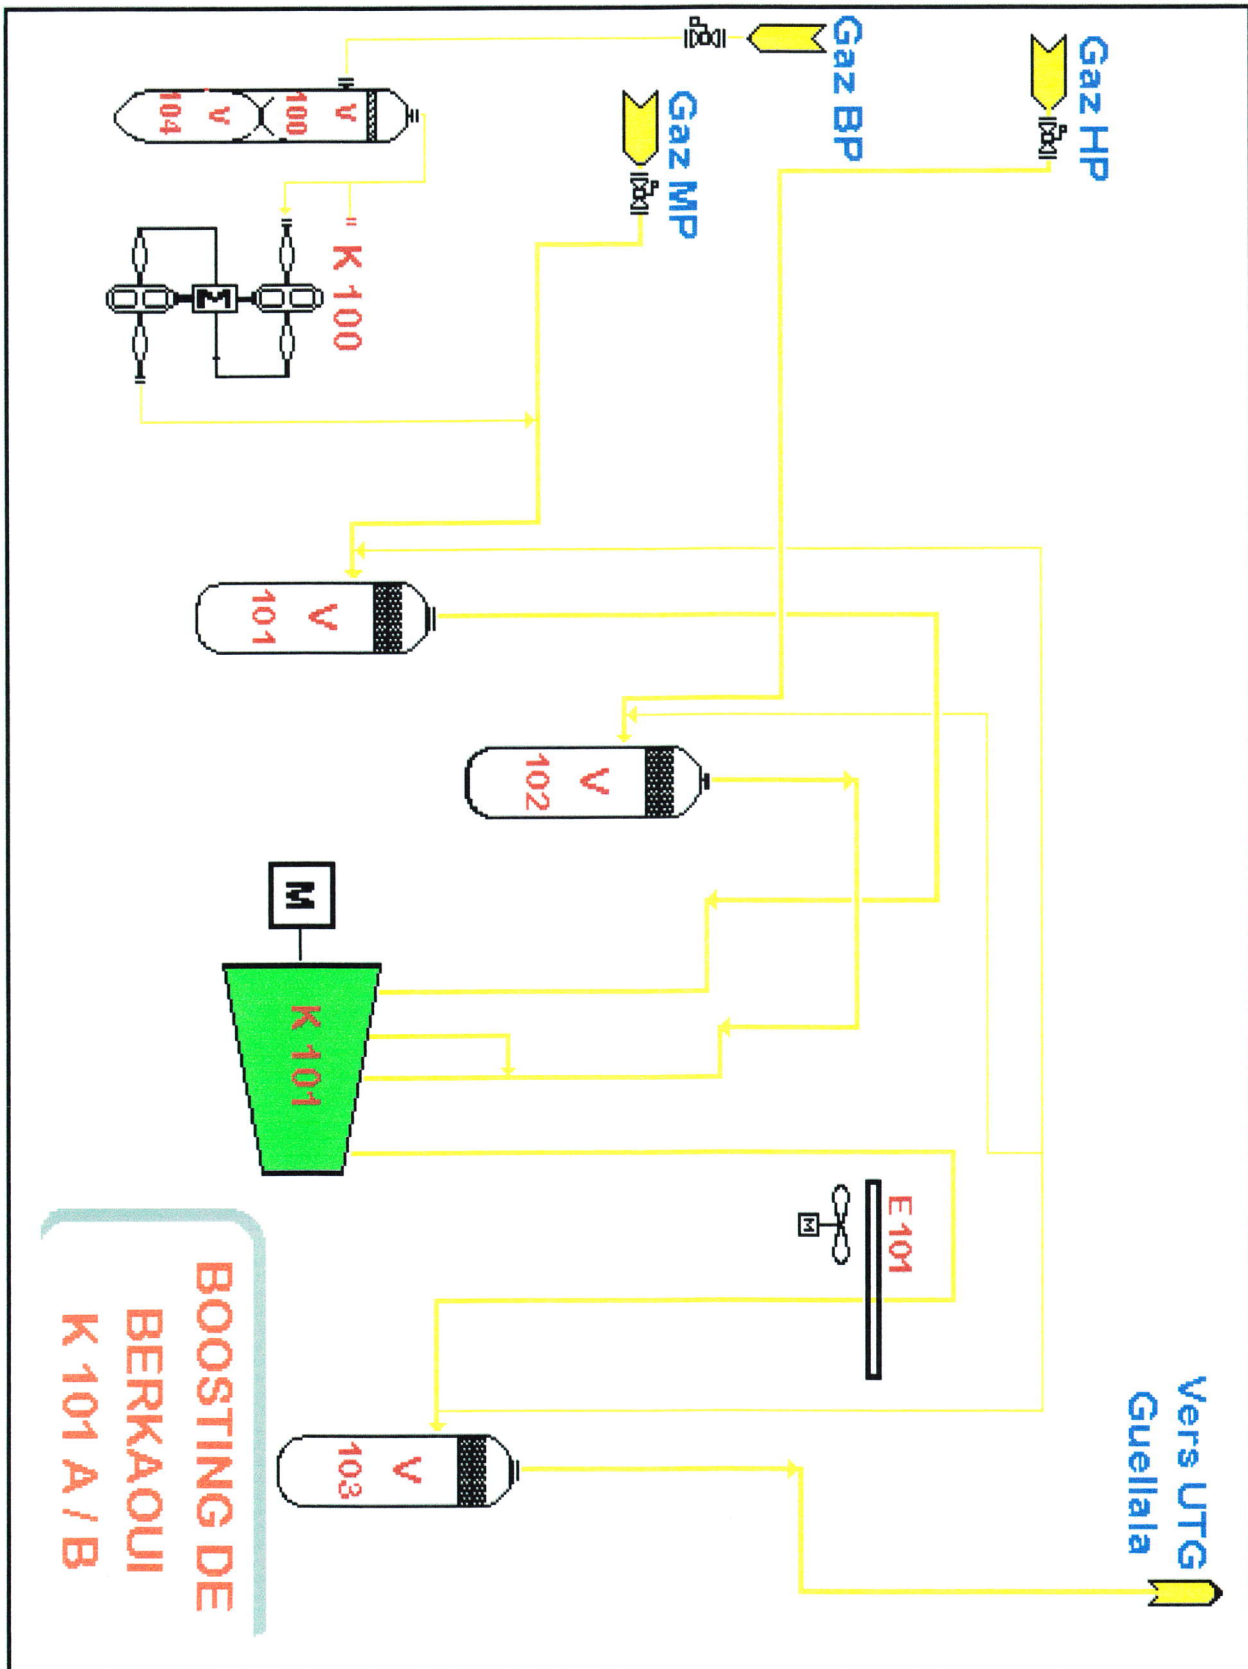 Gaz HP
Gaz BP
Gaz MP
V
100
V
104
K 100
M
V
101
V
102
M
K 101
E 101
M
V
103
Vers UTG
Guellala
BOOSTING DE
BERKAOUI
K 101 A / B